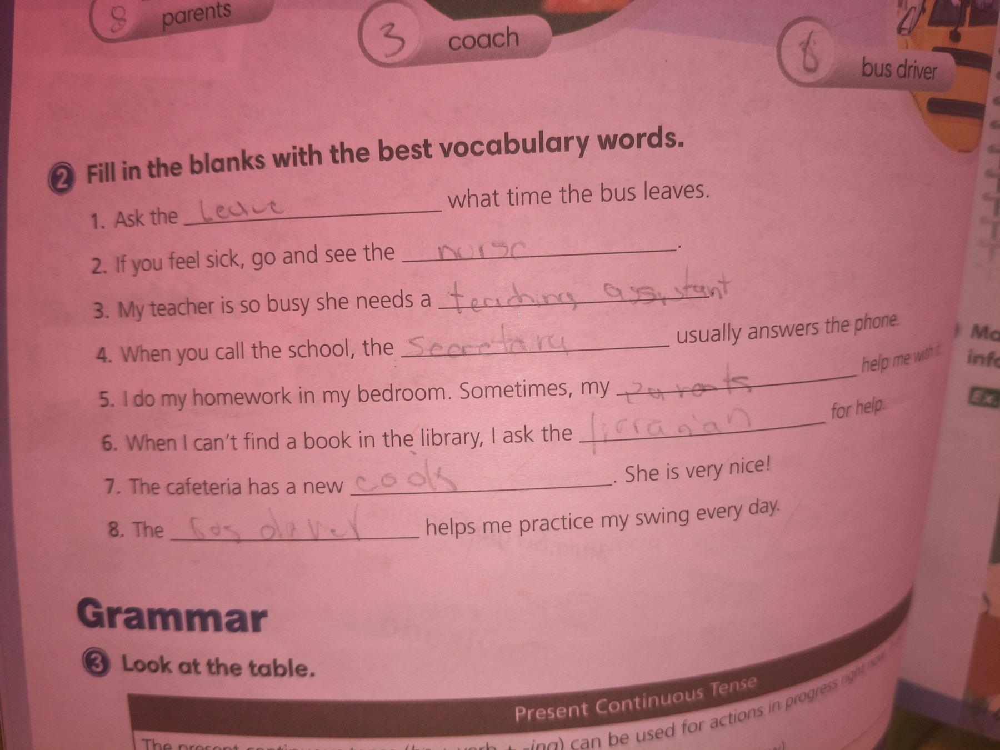 8 parents
3 coach
8 bus driver
2 Fill in the blanks with the best vocabulary words.
1. Ask the Leave what time the bus leaves.
2. If you feel sick, go and see the nurse.
3. My teacher is so busy she needs a teaching assistant
4. When you call the school, the Secretary usually answers the phone.
5. I do my homework in my bedroom. Sometimes, my Parents help me with it.
6. When I can't find a book in the library, I ask the for help.
7. The cafeteria has a new cooks. She is very nice!
8. The helps me practice my swing every day.
Grammar
3 Look at the table.
Present Continuous Tense
The present -ing) can be used for actions in progress right now.
Ma
info
Ex.